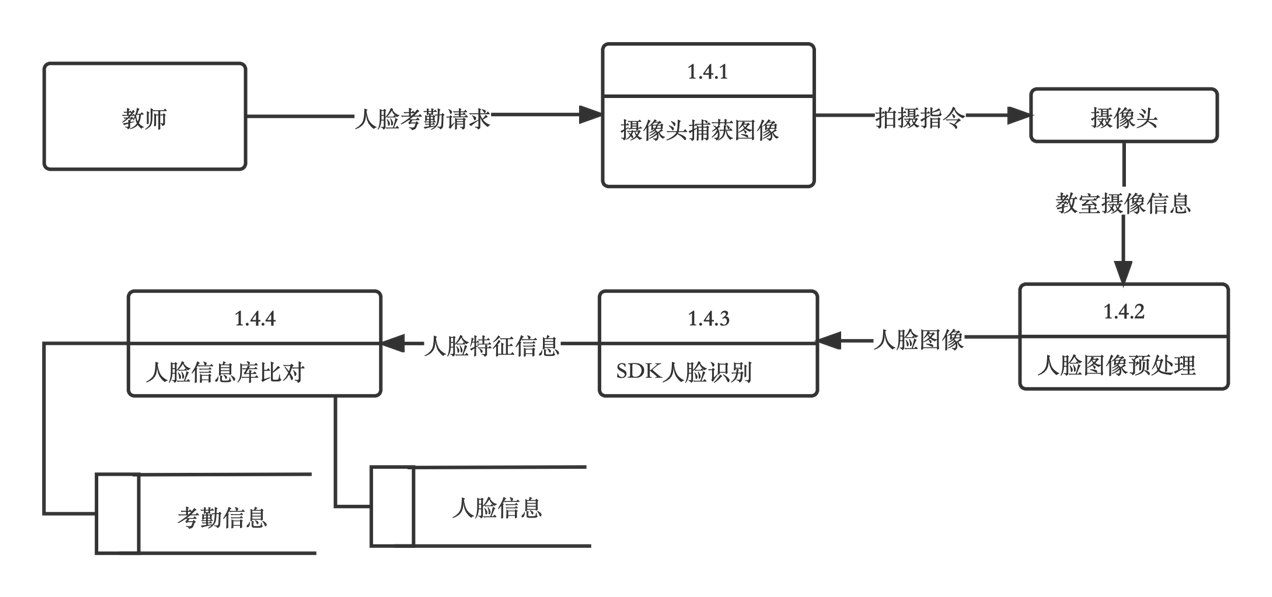 教师
人脸考勤请求
1.4.1
摄像头捕获图像
拍摄指令
摄像头
教室摄像信息
1.4.2
人脸图像预处理
人脸图像
1.4.3
SDK人脸识别
人脸特征信息
1.4.4
人脸信息库比对
考勤信息
人脸信息